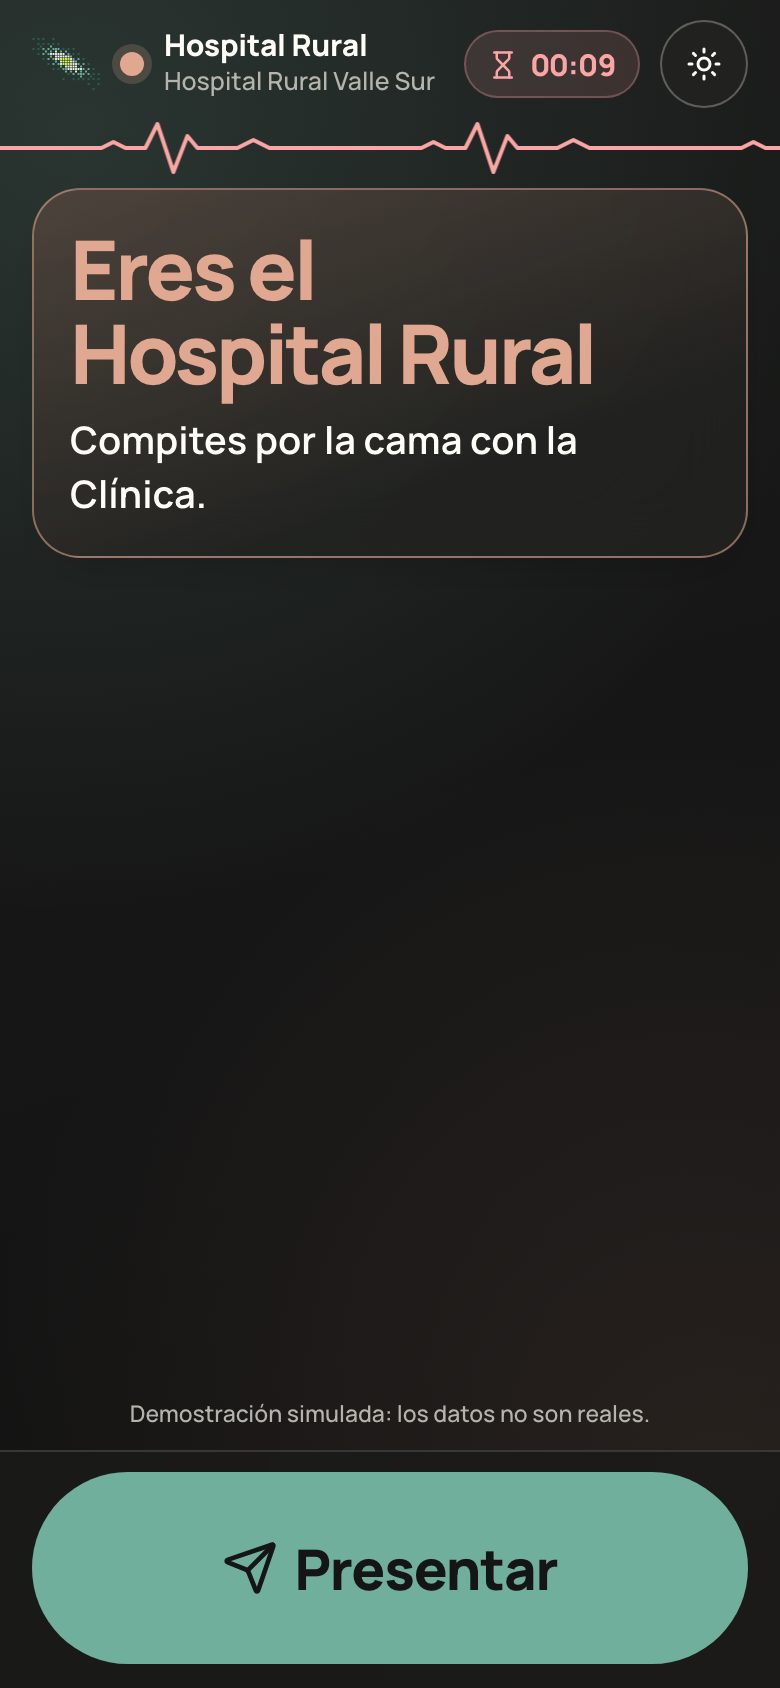 Hospital Rural
Hospital Rural Valle Sur
00:09
Eres el
Hospital Rural
Compites por la cama con la
Clínica.
Demostración simulada: los datos no son reales.
Presentar